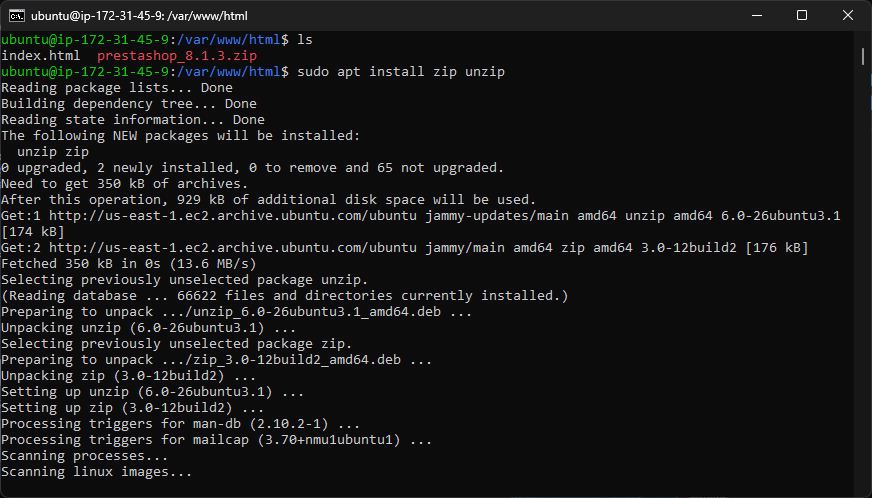 ubuntu@ip-172-31-45-9: /var/www/html
ubuntu@ip-172-31-45-9:/var/www/html$ ls
index.html  prestashop_8.1.3.zip
ubuntu@ip-172-31-45-9:/var/www/html$ sudo apt install zip unzip
Reading package lists... Done
Building dependency tree... Done
Reading state information... Done
The following NEW packages will be installed:
  unzip zip
0 upgraded, 2 newly installed, 0 to remove and 65 not upgraded.
Need to get 350 kB of archives.
After this operation, 929 kB of additional disk space will be used.
Get:1 http://us-east-1.ec2.archive.ubuntu.com/ubuntu jammy-updates/main amd64 unzip amd64 6.0-26ubuntu3.1
[174 kB]
Get:2 http://us-east-1.ec2.archive.ubuntu.com/ubuntu jammy/main amd64 zip amd64 3.0-12build2 [176 kB]
Fetched 350 kB in 0s (13.6 MB/s)
Selecting previously unselected package unzip.
(Reading database ... 66622 files and directories currently installed.)
Preparing to unpack .../unzip_6.0-26ubuntu3.1_amd64.deb ...
Unpacking unzip (6.0-26ubuntu3.1) ...
Selecting previously unselected package zip.
Preparing to unpack .../zip_3.0-12build2_amd64.deb ...
Unpacking zip (3.0-12build2) ...
Setting up unzip (6.0-26ubuntu3.1) ...
Setting up zip (3.0-12build2) ...
Processing triggers for man-db (2.10.2-1) ...
Processing triggers for mailcap (3.70+nmu1ubuntu1) ...
Scanning processes...
Scanning linux images...